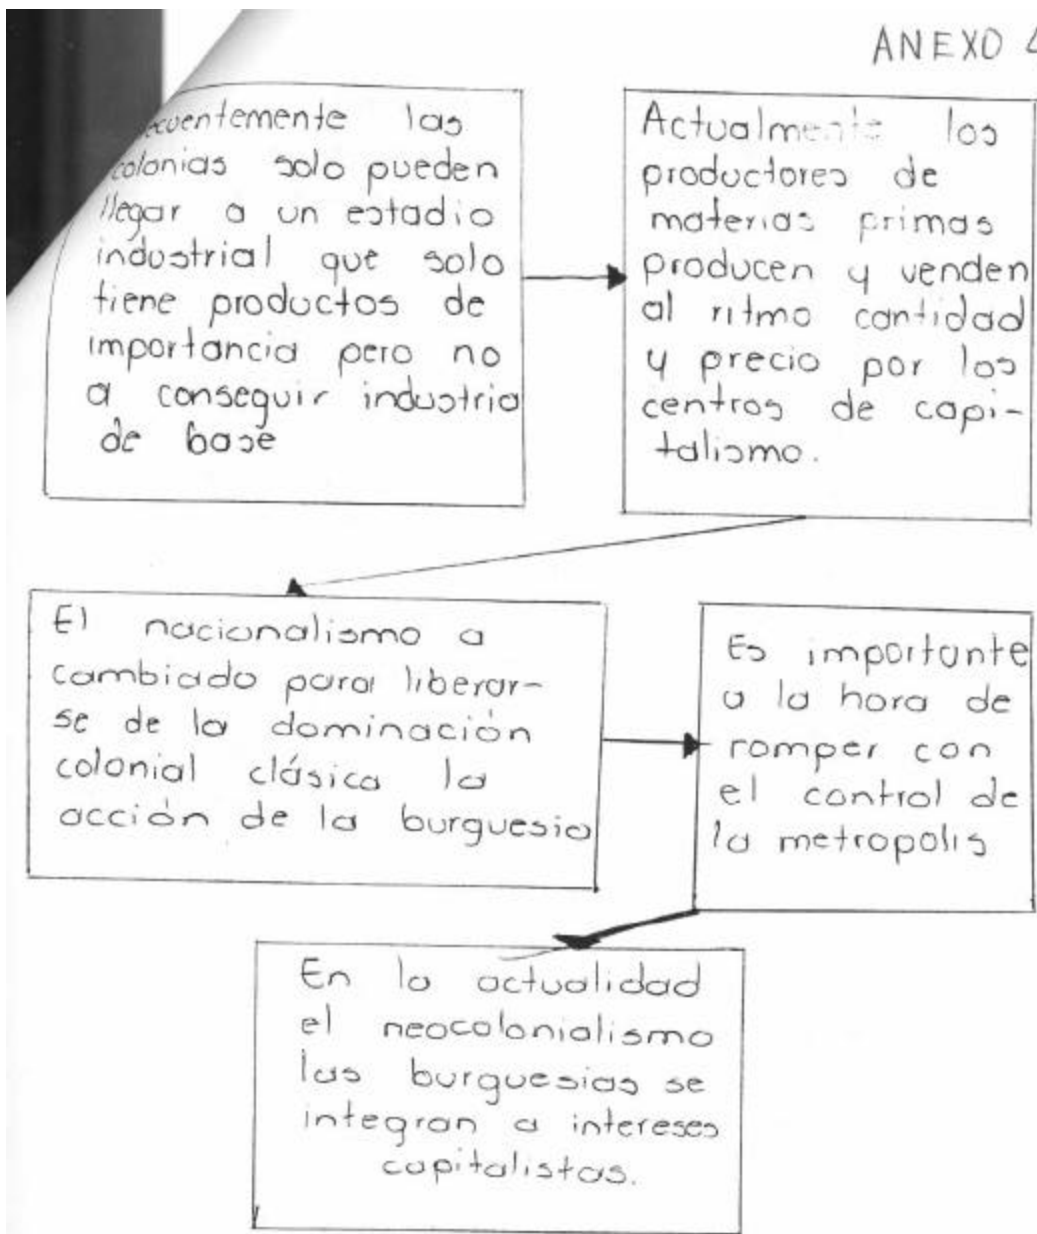 ANEXO 4
las
colonias solo pueden
llegar a un estadio
industrial que solo
tiene productos de
importancia pero no
a conseguir industria
de base
Actualmente los
productores de
materias primas
producen y venden
al ritmo cantidad
y precio por los
centros de capi-
talismo.
El nacionalismo a
cambiado para liberar-
se de la dominación
colonial clásica la
acción de la burguesia
Es importante
a la hora de
romper con
el control de
la metropolis
En la actualidad
el neocolonialismo
las burguesias se
integran a intereses
capitalistas.